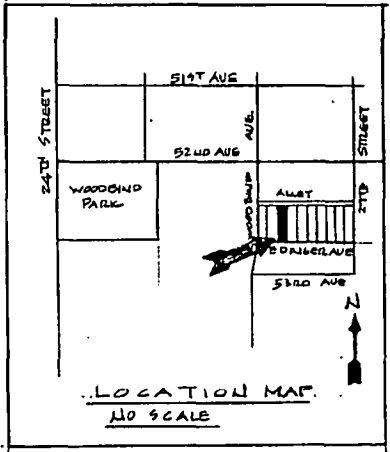 51ST AVE
24TH STREET
WOODBIND AVE.
STREET
27TH
52ND AVE
WOODBIND
PARK
ALLEY
EDINGER AVE
53RD AVE
N
LOCATION MAP.
NO SCALE